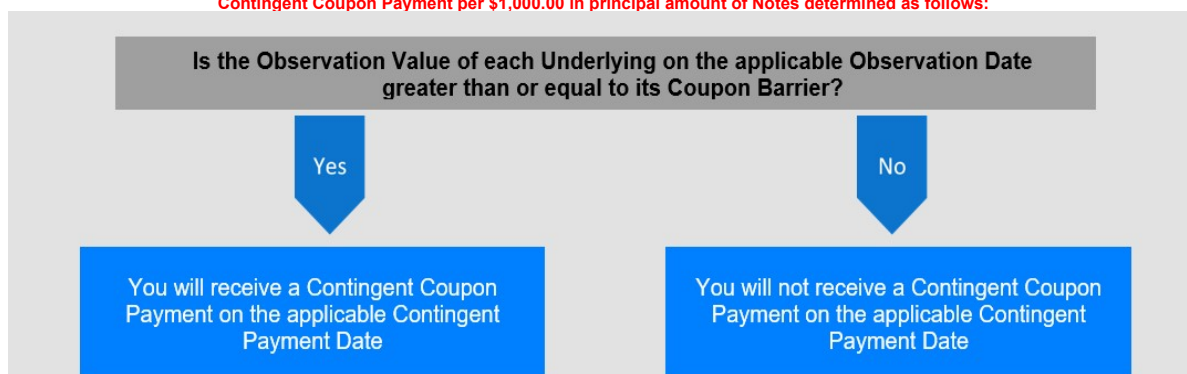 Contingent Coupon Payment per $1,000.00 in principal amount of Notes determined as follows:
Is the Observation Value of each Underlying on the applicable Observation Date
greater than or equal to its Coupon Barrier?
Yes
No
You will receive a Contingent Coupon
Payment on the applicable Contingent
Payment Date
You will not receive a Contingent Coupon
Payment on the applicable Contingent
Payment Date